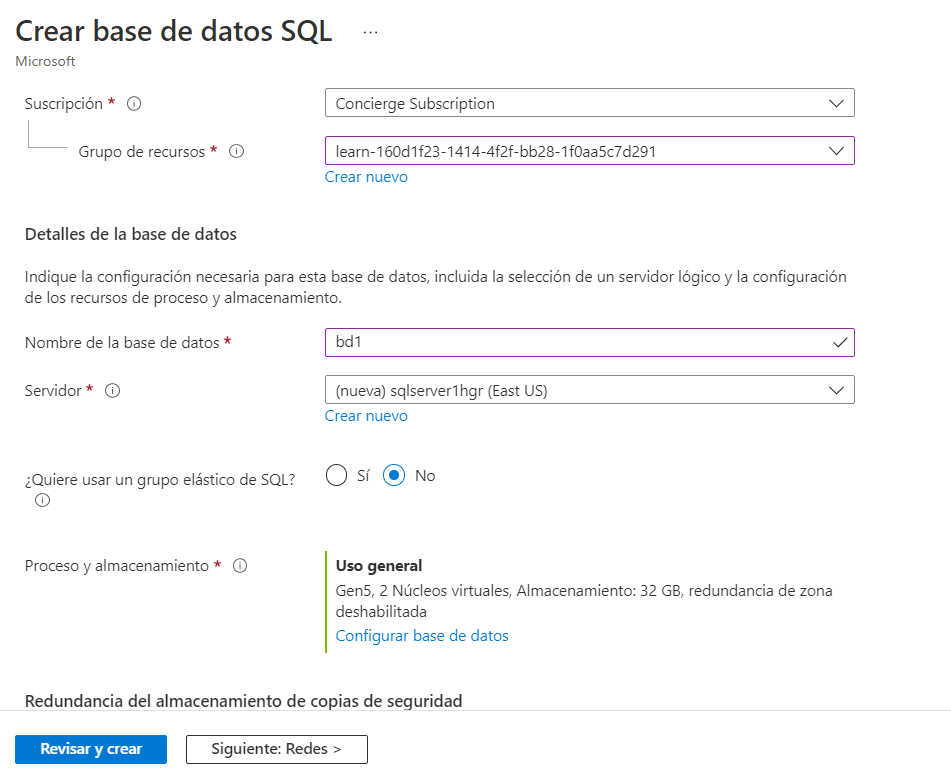 Crear base de datos SQL ...
Microsoft
Suscripción *
Concierge Subscription
Grupo de recursos *
learn-160d1f23-1414-4f2f-bb28-1f0aa5c7d291
Crear nuevo
Detalles de la base de datos
Indique la configuración necesaria para esta base de datos, incluida la selección de un servidor lógico y la configuración
de los recursos de proceso y almacenamiento.
Nombre de la base de datos *
bd1
Servidor *
(nueva) sqlserver1hgr (East US)
Crear nuevo
¿Quiere usar un grupo elástico de SQL?
Sí No
Proceso y almacenamiento *
Uso general
Gen5, 2 Núcleos virtuales, Almacenamiento: 32 GB, redundancia de zona
deshabilitada
Configurar base de datos
Redundancia del almacenamiento de copias de seguridad
Revisar y crear
Siguiente: Redes >